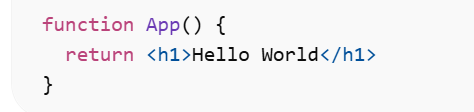 function App() {
  return <h1>Hello World</h1>
}